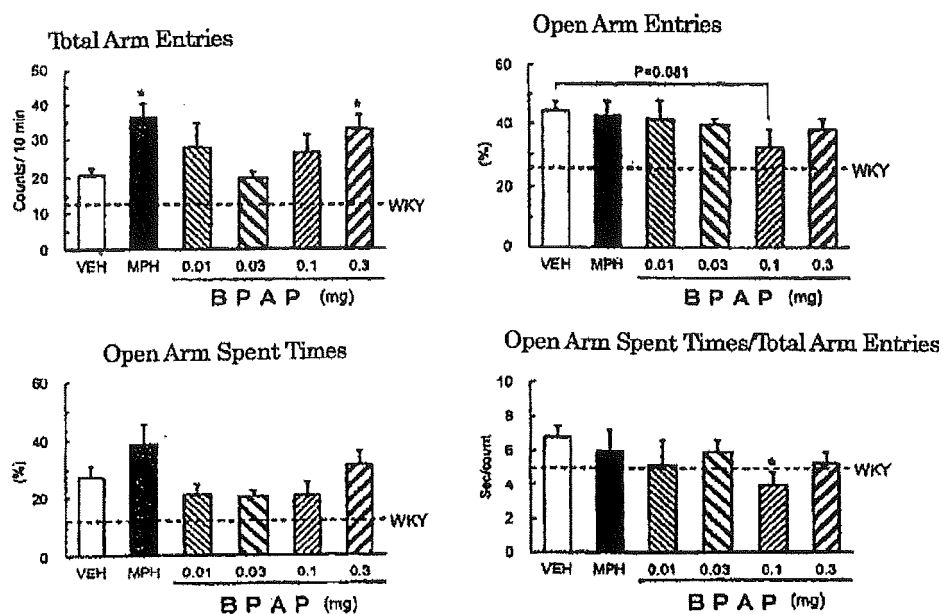 Total Arm Entries
Counts/ 10 min
50
40
30
20
10
0
*
*
WKY
VEH MPH 0.01 0.03 0.1 0.3
B P A P (mg)
Open Arm Entries
(%)
60
40
20
0
P=0.081
WKY
VEH MPH 0.01 0.03 0.1 0.3
B P A P (mg)
Open Arm Spent Times
(%)
60
40
20
0
WKY
VEH MPH 0.01 0.03 0.1 0.3
B P A P (mg)
Open Arm Spent Times/Total Arm Entries
Sec/count
10
8
6
4
2
0
*
WKY
VEH MPH 0.01 0.03 0.1 0.3
B P A P (mg)